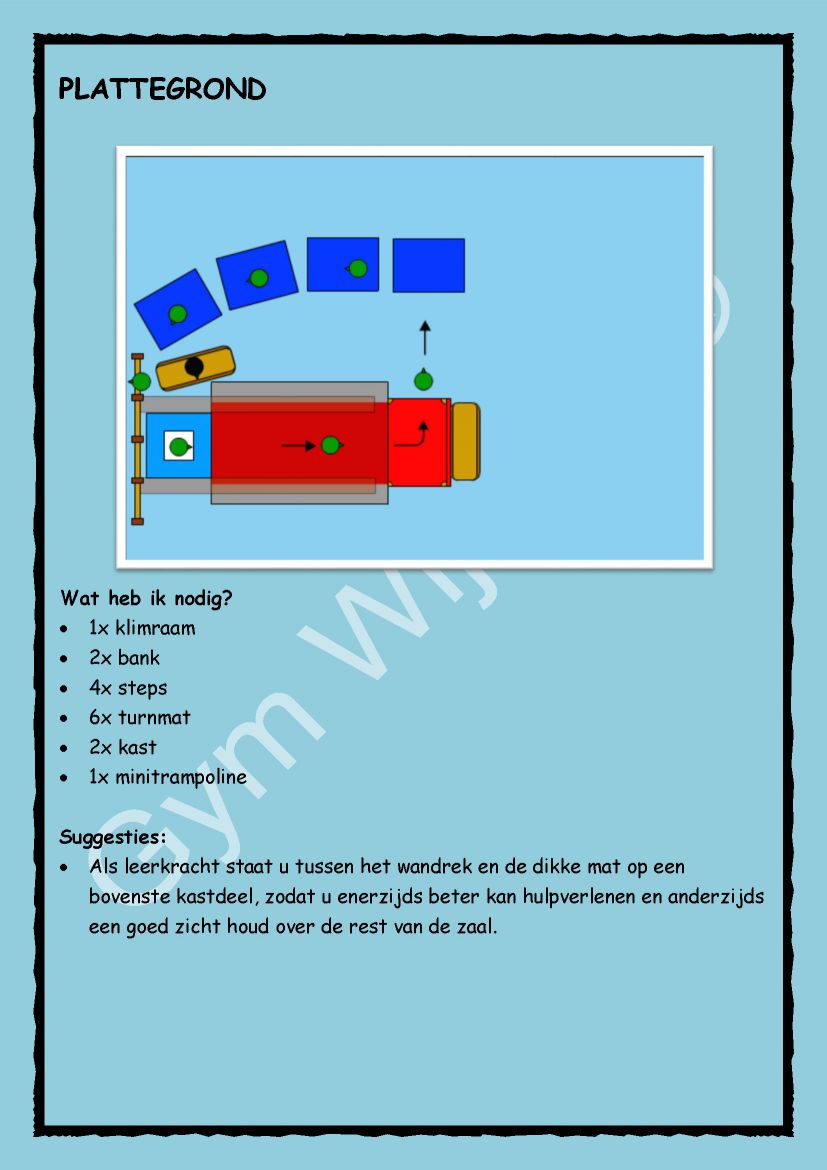 PLATTEGROND
Wat heb ik nodig?
• 1x klimraam
• 2x bank
• 4x steps
• 6x turnmat
• 2x kast
• 1x minitrampoline
Suggesties:
• Als leerkracht staat u tussen het wandrek en de dikke mat op een
bovenste kastdeel, zodat u enerzijds beter kan hulpverlenen en anderzijds
een goed zicht houd over de rest van de zaal.
Gym Wij